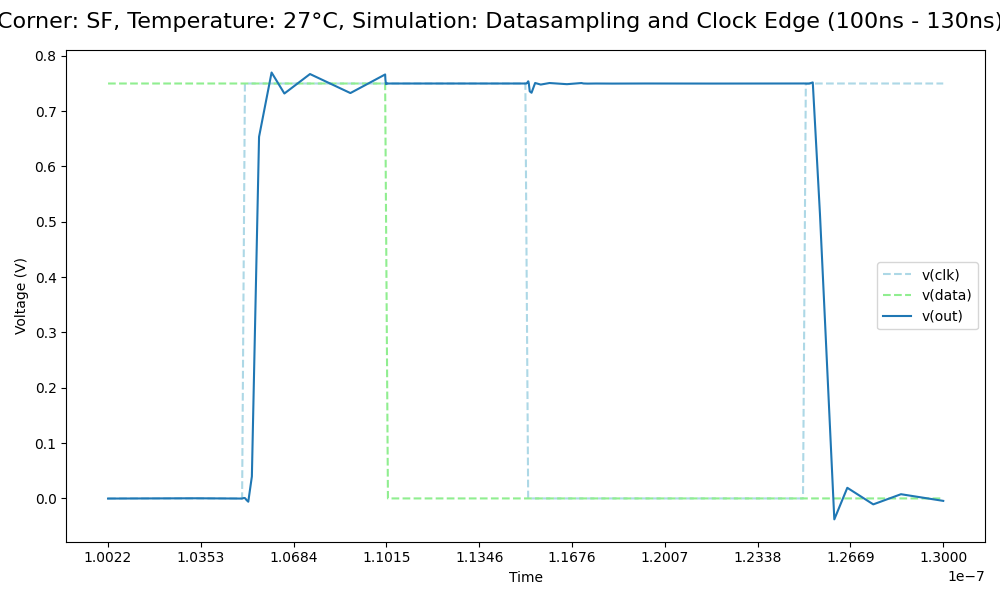 Corner: SF, Temperature: 27°C, Simulation: Datasampling and Clock Edge (100ns - 130ns)
0.8
0.7
0.6
0.5
0.4
0.3
0.2
0.1
0.0
Voltage (V)
v(clk)
v(data)
v(out)
1.0022 1.0353 1.0684 1.1015 1.1346 1.1676 1.2007 1.2338 1.2669 1.3000
1e−7
Time